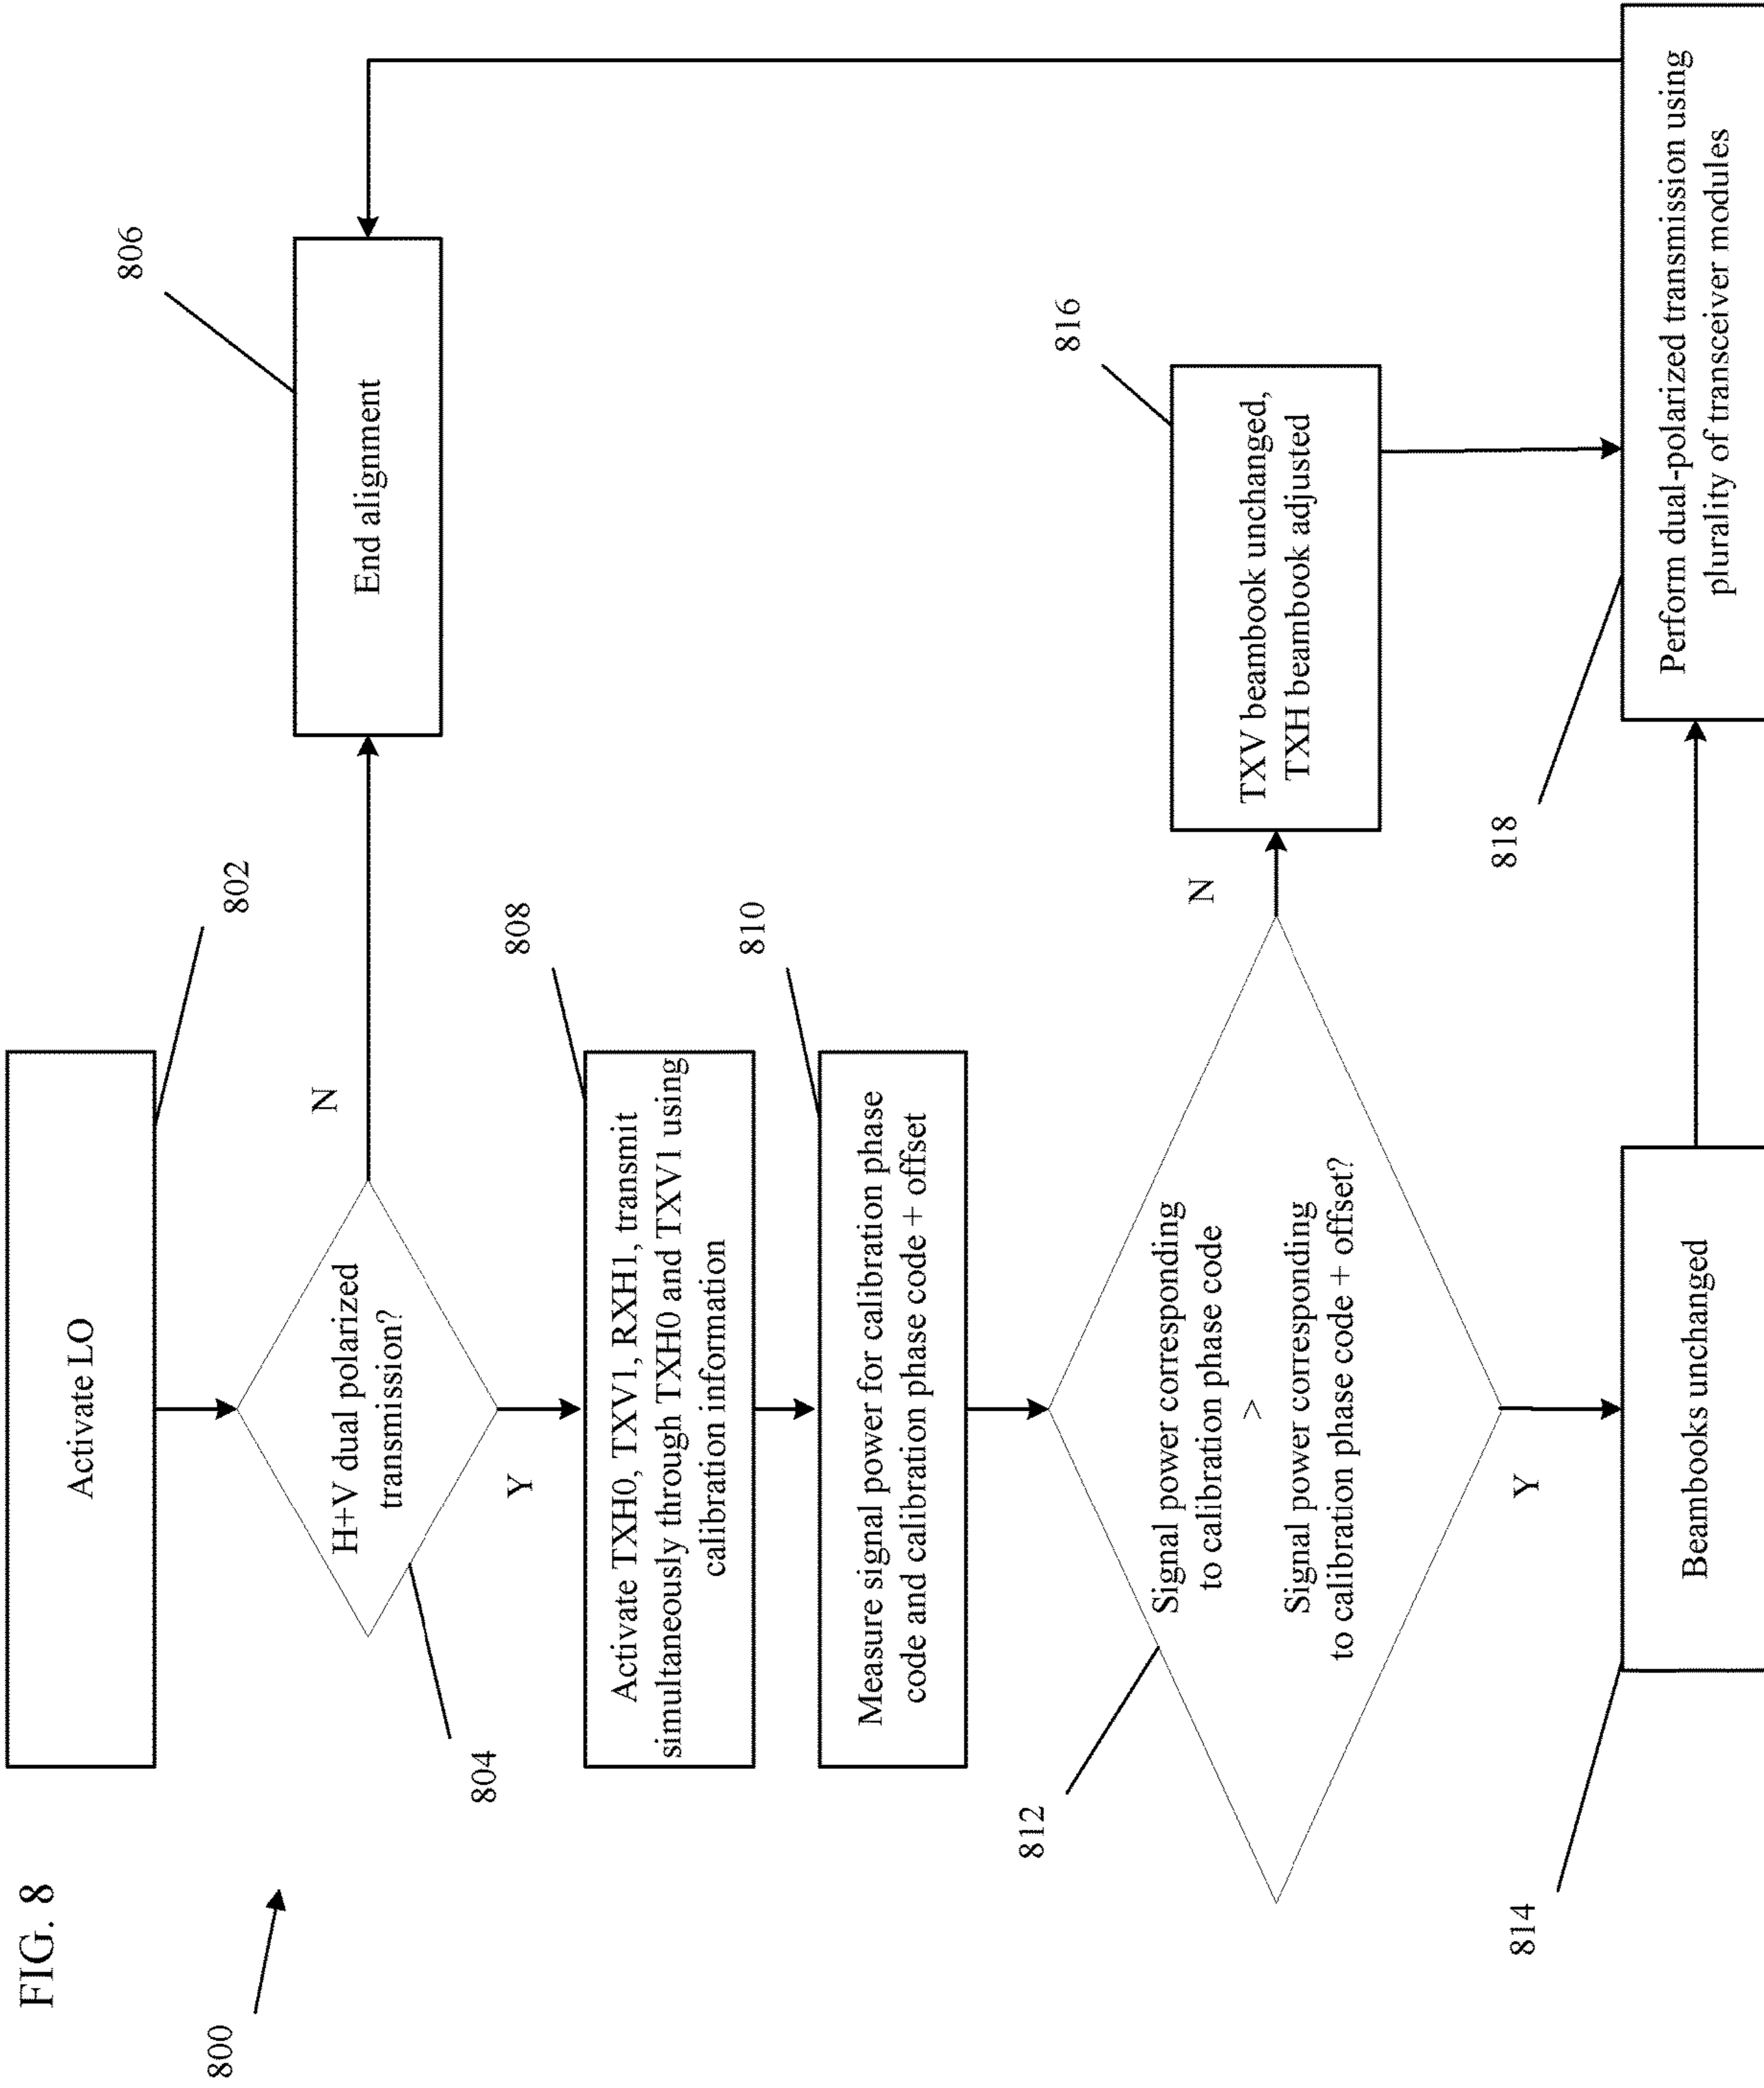 FIG. 8
800
Activate LO
802
H+V dual polarized
transmission?
804
N
Y
End alignment
806
Activate TXH0, TXV1, RXH1, transmit
simultaneously through TXH0 and TXV1 using
calibration information
808
Measure signal power for calibration phase
code and calibration phase code + offset
810
Signal power corresponding
to calibration phase code
>
Signal power corresponding
to calibration phase code + offset?
812
N
Y
TXV beambook unchanged,
TXH beambook adjusted
816
Beambooks unchanged
814
Perform dual-polarized transmission using
plurality of transceiver modules
818